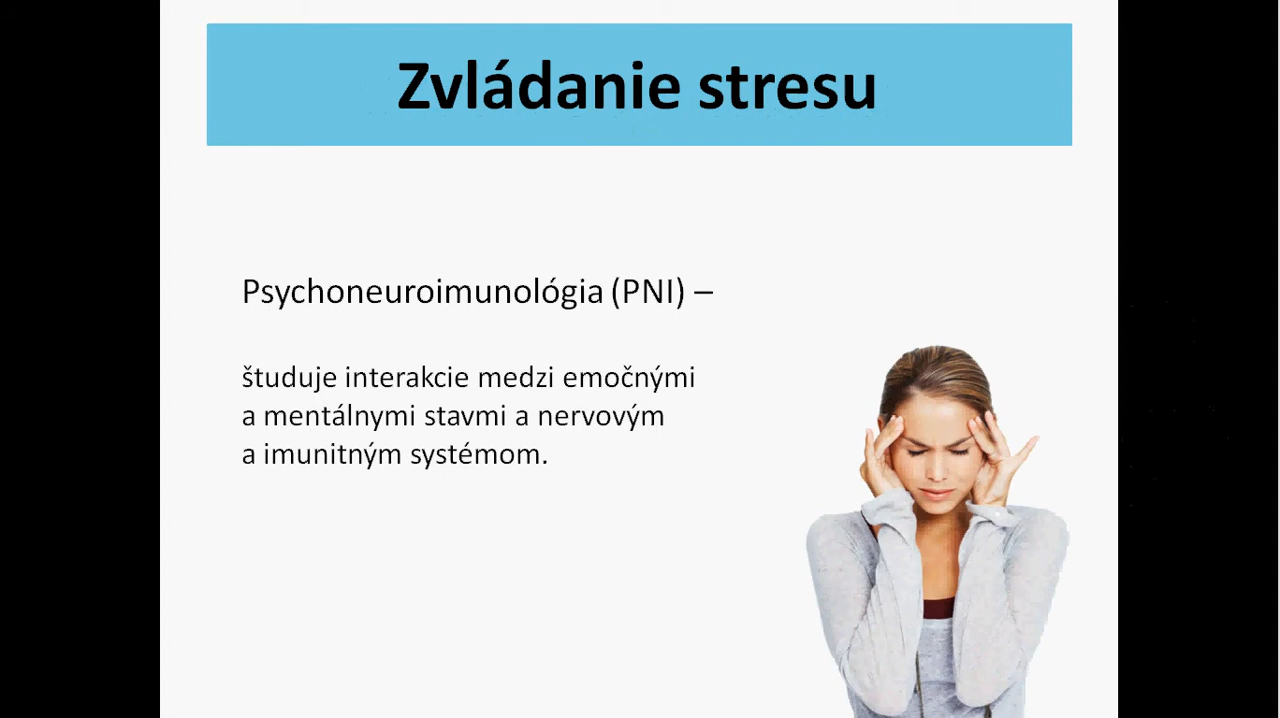 Zvládanie stresu
Psychoneuroimunológia (PNI) –
študuje interakcie medzi emočnými
a mentálnymi stavmi a nervovým
a imunitným systémom.